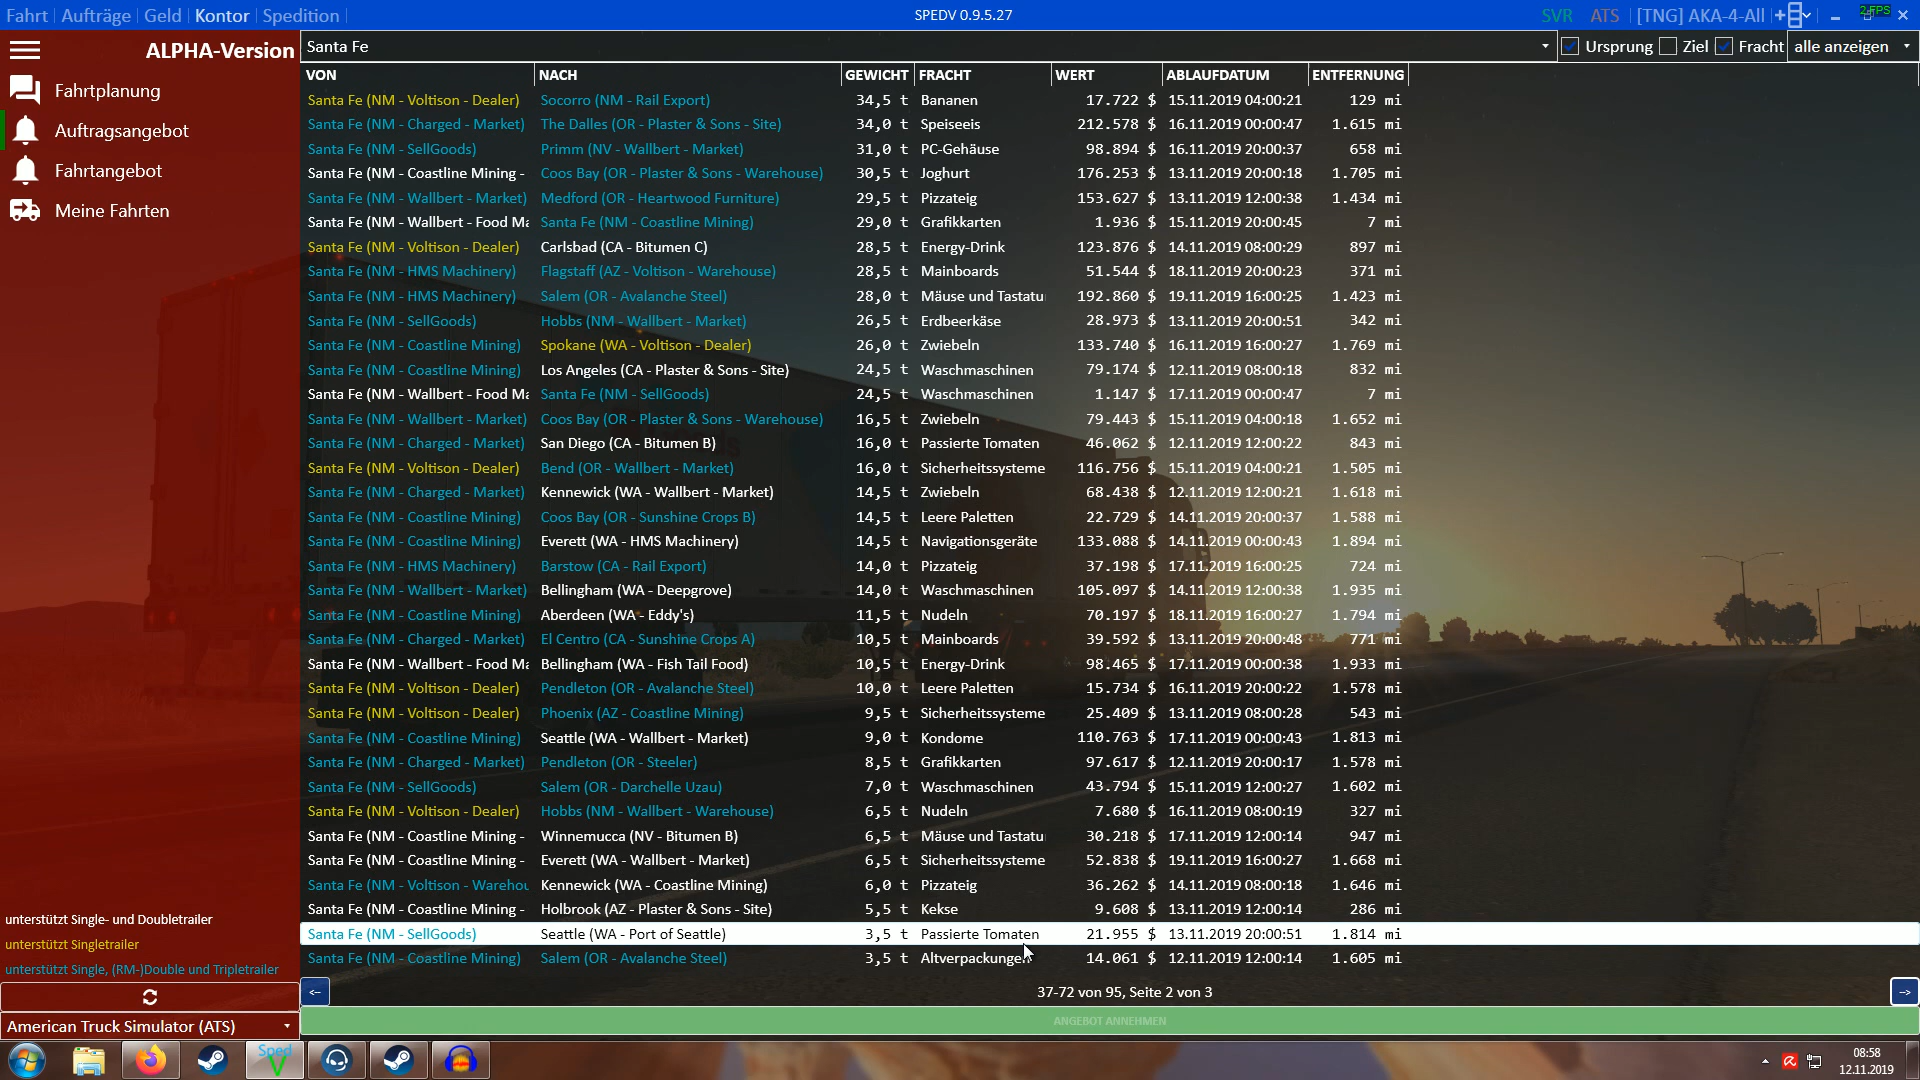 Fahrt | Aufträge | Geld | Kontor | Spedition
SPEDV 0.9.5.27
SVR ATS | [TNG] AKA-4-All
2 FPS
ALPHA-Version
Fahrtplanung
Auftragsangebot
Fahrtangebot
Meine Fahrten
Santa Fe
Ursprung Ziel Fracht alle anzeigen
VON NACH GEWICHT FRACHT WERT ABLAUFDATUM ENTFERNUNG
Santa Fe (NM - Voltison - Dealer) Socorro (NM - Rail Export) 34,5 t Bananen 17.722 $ 15.11.2019 04:00:21 129 mi
Santa Fe (NM - Charged - Market) The Dalles (OR - Plaster & Sons - Site) 34,0 t Speiseeis 212.578 $ 16.11.2019 00:00:47 1.615 mi
Santa Fe (NM - SellGoods) Primm (NV - Wallbert - Market) 31,0 t PC-Gehäuse 98.894 $ 16.11.2019 20:00:37 658 mi
Santa Fe (NM - Coastline Mining - Coos Bay (OR - Plaster & Sons - Warehouse) 30,5 t Joghurt 176.253 $ 13.11.2019 20:00:18 1.705 mi
Santa Fe (NM - Wallbert - Market) Medford (OR - Heartwood Furniture) 29,5 t Pizzateig 153.627 $ 13.11.2019 12:00:38 1.434 mi
Santa Fe (NM - Wallbert - Food Ma Santa Fe (NM - Coastline Mining) 29,0 t Grafikkarten 1.936 $ 15.11.2019 20:00:45 7 mi
Santa Fe (NM - Voltison - Dealer) Carlsbad (CA - Bitumen C) 28,5 t Energy-Drink 123.876 $ 14.11.2019 08:00:29 897 mi
Santa Fe (NM - HMS Machinery) Flagstaff (AZ - Voltison - Warehouse) 28,5 t Mainboards 51.544 $ 18.11.2019 20:00:23 371 mi
Santa Fe (NM - HMS Machinery) Salem (OR - Avalanche Steel) 28,0 t Mäuse und Tastatu 192.860 $ 19.11.2019 16:00:25 1.423 mi
Santa Fe (NM - SellGoods) Hobbs (NM - Wallbert - Market) 26,5 t Erdbeerkäse 28.973 $ 13.11.2019 20:00:51 342 mi
Santa Fe (NM - Coastline Mining) Spokane (WA - Voltison - Dealer) 26,0 t Zwiebeln 133.740 $ 16.11.2019 16:00:27 1.769 mi
Santa Fe (NM - Coastline Mining) Los Angeles (CA - Plaster & Sons - Site) 24,5 t Waschmaschinen 79.174 $ 12.11.2019 08:00:18 832 mi
Santa Fe (NM - Wallbert - Food Ma Santa Fe (NM - SellGoods) 24,5 t Waschmaschinen 1.147 $ 17.11.2019 00:00:47 7 mi
Santa Fe (NM - Wallbert - Market) Coos Bay (OR - Plaster & Sons - Warehouse) 16,5 t Zwiebeln 79.443 $ 15.11.2019 04:00:18 1.652 mi
Santa Fe (NM - Charged - Market) San Diego (CA - Bitumen B) 16,0 t Passierte Tomaten 46.062 $ 12.11.2019 12:00:22 843 mi
Santa Fe (NM - Voltison - Dealer) Bend (OR - Wallbert - Market) 16,0 t Sicherheitssysteme 116.756 $ 15.11.2019 04:00:21 1.505 mi
Santa Fe (NM - Charged - Market) Kennewick (WA - Wallbert - Market) 14,5 t Zwiebeln 68.438 $ 12.11.2019 12:00:21 1.618 mi
Santa Fe (NM - Coastline Mining) Coos Bay (OR - Sunshine Crops B) 14,5 t Leere Paletten 22.729 $ 14.11.2019 20:00:37 1.588 mi
Santa Fe (NM - Coastline Mining) Everett (WA - HMS Machinery) 14,5 t Navigationsgeräte 133.088 $ 14.11.2019 00:00:43 1.894 mi
Santa Fe (NM - HMS Machinery) Barstow (CA - Rail Export) 14,0 t Pizzateig 37.198 $ 17.11.2019 16:00:25 724 mi
Santa Fe (NM - Wallbert - Market) Bellingham (WA - Deepgrove) 14,0 t Waschmaschinen 105.097 $ 14.11.2019 12:00:38 1.935 mi
Santa Fe (NM - Coastline Mining) Aberdeen (WA - Eddy's) 11,5 t Nudeln 70.197 $ 18.11.2019 16:00:27 1.794 mi
Santa Fe (NM - Charged - Market) El Centro (CA - Sunshine Crops A) 10,5 t Mainboards 39.592 $ 13.11.2019 20:00:48 771 mi
Santa Fe (NM - Wallbert - Food Ma Bellingham (WA - Fish Tail Food) 10,5 t Energy-Drink 98.465 $ 17.11.2019 00:00:38 1.933 mi
Santa Fe (NM - Voltison - Dealer) Pendleton (OR - Avalanche Steel) 10,0 t Leere Paletten 15.734 $ 16.11.2019 20:00:22 1.578 mi
Santa Fe (NM - Voltison - Dealer) Phoenix (AZ - Coastline Mining) 9,5 t Sicherheitssysteme 25.409 $ 13.11.2019 08:00:28 543 mi
Santa Fe (NM - Coastline Mining) Seattle (WA - Wallbert - Market) 9,0 t Kondome 110.763 $ 17.11.2019 00:00:43 1.813 mi
Santa Fe (NM - Charged - Market) Pendleton (OR - Steeler) 8,5 t Grafikkarten 97.617 $ 12.11.2019 20:00:17 1.578 mi
Santa Fe (NM - SellGoods) Salem (OR - Darchelle Uzau) 7,0 t Waschmaschinen 43.794 $ 15.11.2019 12:00:27 1.602 mi
Santa Fe (NM - Voltison - Dealer) Hobbs (NM - Wallbert - Warehouse) 6,5 t Nudeln 7.680 $ 16.11.2019 08:00:19 327 mi
Santa Fe (NM - Coastline Mining - Winnemucca (NV - Bitumen B) 6,5 t Mäuse und Tastatu 30.218 $ 17.11.2019 12:00:14 947 mi
Santa Fe (NM - Coastline Mining - Everett (WA - Wallbert - Market) 6,5 t Sicherheitssysteme 52.838 $ 19.11.2019 16:00:27 1.668 mi
Santa Fe (NM - Voltison - Warehou Kennewick (WA - Coastline Mining) 6,0 t Pizzateig 36.262 $ 14.11.2019 08:00:18 1.646 mi
Santa Fe (NM - Coastline Mining - Holbrook (AZ - Plaster & Sons - Site) 5,5 t Kekse 9.608 $ 13.11.2019 12:00:14 286 mi
Santa Fe (NM - SellGoods) Seattle (WA - Port of Seattle) 3,5 t Passierte Tomaten 21.955 $ 13.11.2019 20:00:51 1.814 mi
Santa Fe (NM - Coastline Mining) Salem (OR - Avalanche Steel) 3,5 t Altverpackungen 14.061 $ 12.11.2019 12:00:14 1.605 mi
unterstützt Single- und Doubletrailer
unterstützt Singletrailer
unterstützt Single, (RM-)Double und Tripletrailer
<-- 37-72 von 95, Seite 2 von 3 -->
American Truck Simulator (ATS)
ANGEBOT ANNEHMEN
Sped V
08:58
12.11.2019